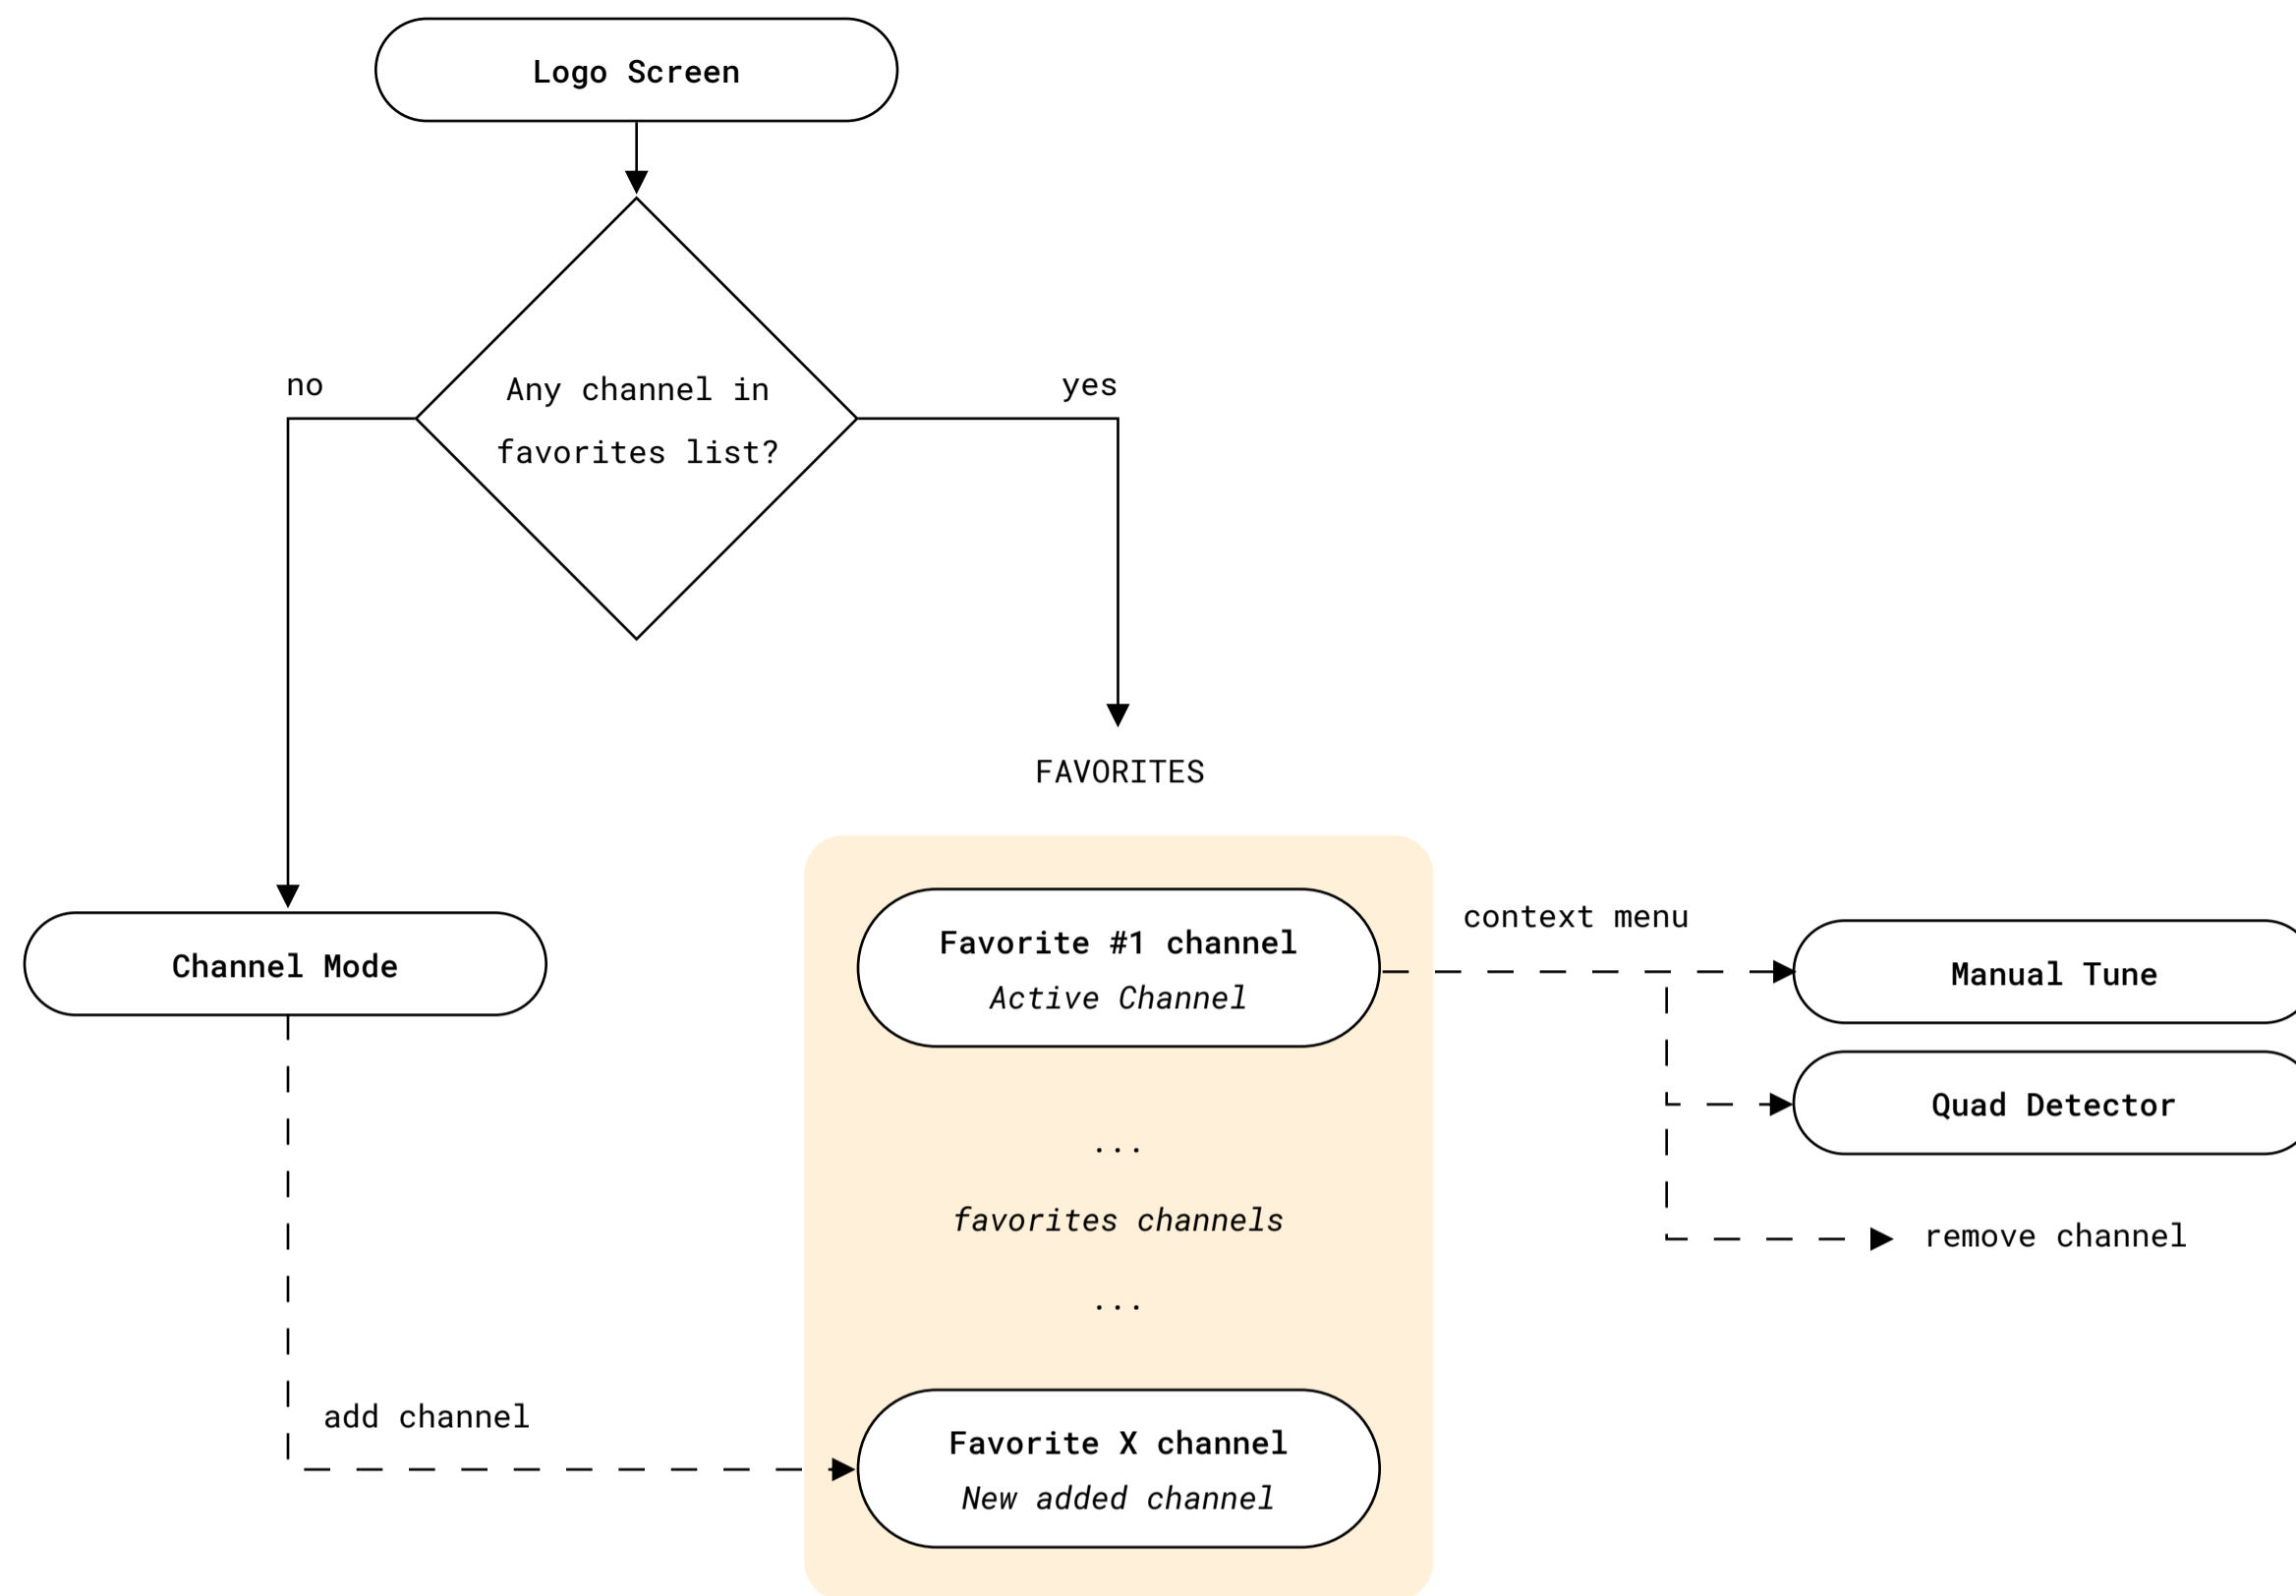 Logo Screen
no
Any channel in
favorites list?
yes
FAVORITES
Channel Mode
Favorite #1 channel
Active Channel
context menu
Manual Tune
Quad Detector
remove channel
...
favorites channels
...
add channel
Favorite X channel
New added channel